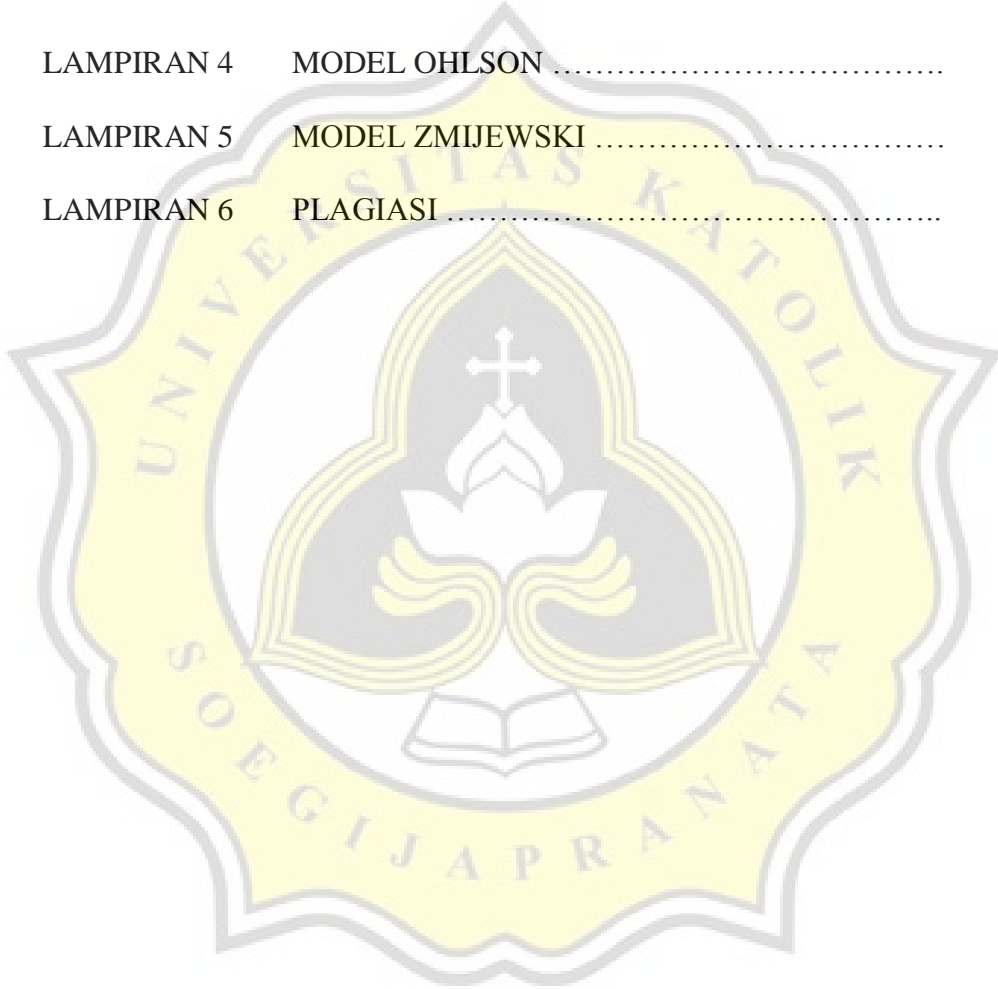 LAMPIRAN 4 MODEL OHLSON ……………………………….
LAMPIRAN 5 MODEL ZMIJEWSKI ……………………………
LAMPIRAN 6 PLAGIASI ………………………………………..
UNIVERSITAS KATOLIK
SOEGIJAPRANATA